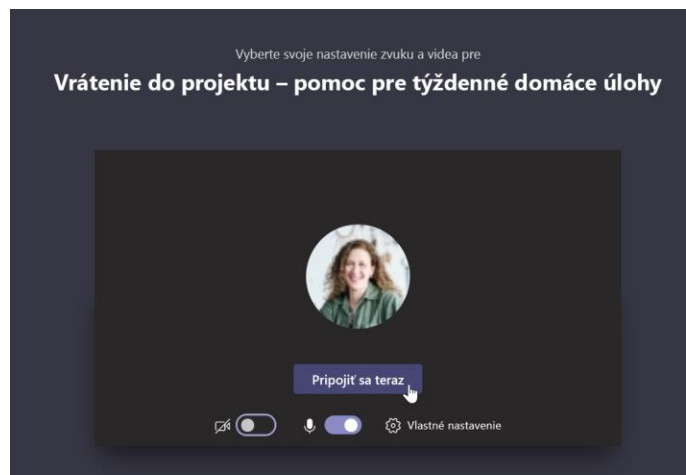 Vyberte svoje nastavenie zvuku a videa pre
Vrátenie do projektu – pomoc pre týždenné domáce úlohy
Pripojiť sa teraz
Vlastné nastavenie